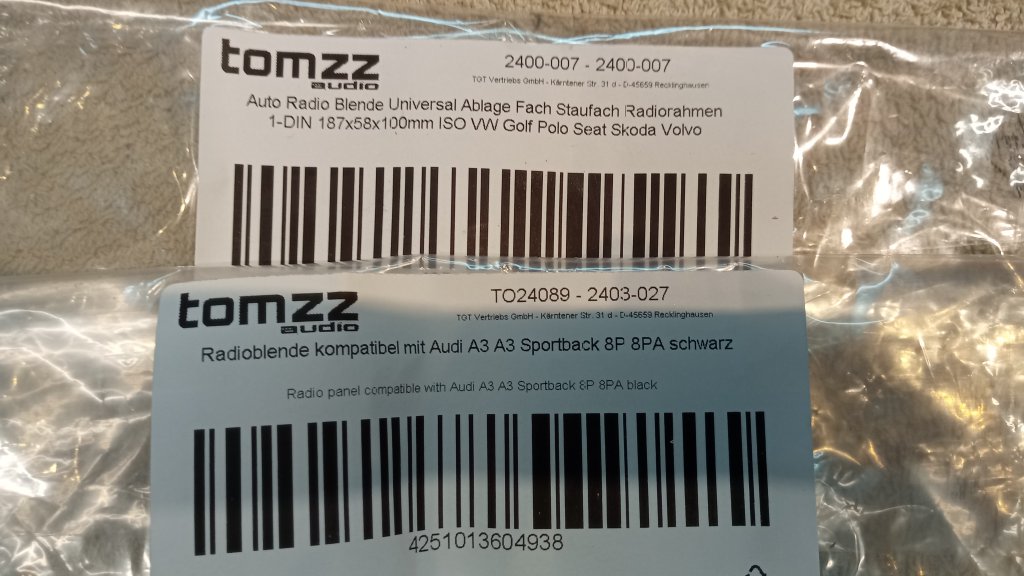 tomzz
audio
2400-007 - 2400-007
TGT Vertriebs GmbH - Kärntener Str. 31 d - D-45659 Recklinghausen
Auto Radio Blende Universal Ablage Fach Staufach Radiorahmen
1-DIN 187x58x100mm ISO VW Golf Polo Seat Skoda Volvo
tomzz
audio
TO24089 - 2403-027
TGT Vertriebs GmbH - Kärntener Str. 31 d - D-45659 Recklinghausen
Radioblende kompatibel mit Audi A3 A3 Sportback 8P 8PA schwarz
Radio panel compatible with Audi A3 A3 Sportback 8P 8PA black
4251013604938